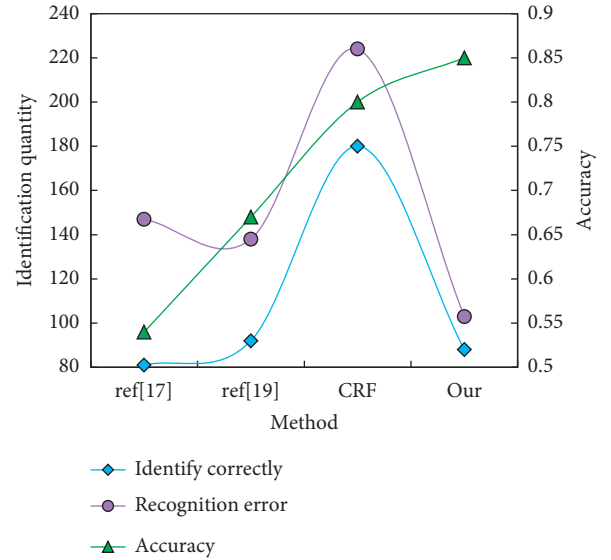 240
220
200
180
160
140
120
100
80
Identification quantity
0.9
0.85
0.8
0.75
0.7
0.65
0.6
0.55
0.5
Accuracy
ref[17] ref[19] CRF Our
Method
Identify correctly
Recognition error
Accuracy